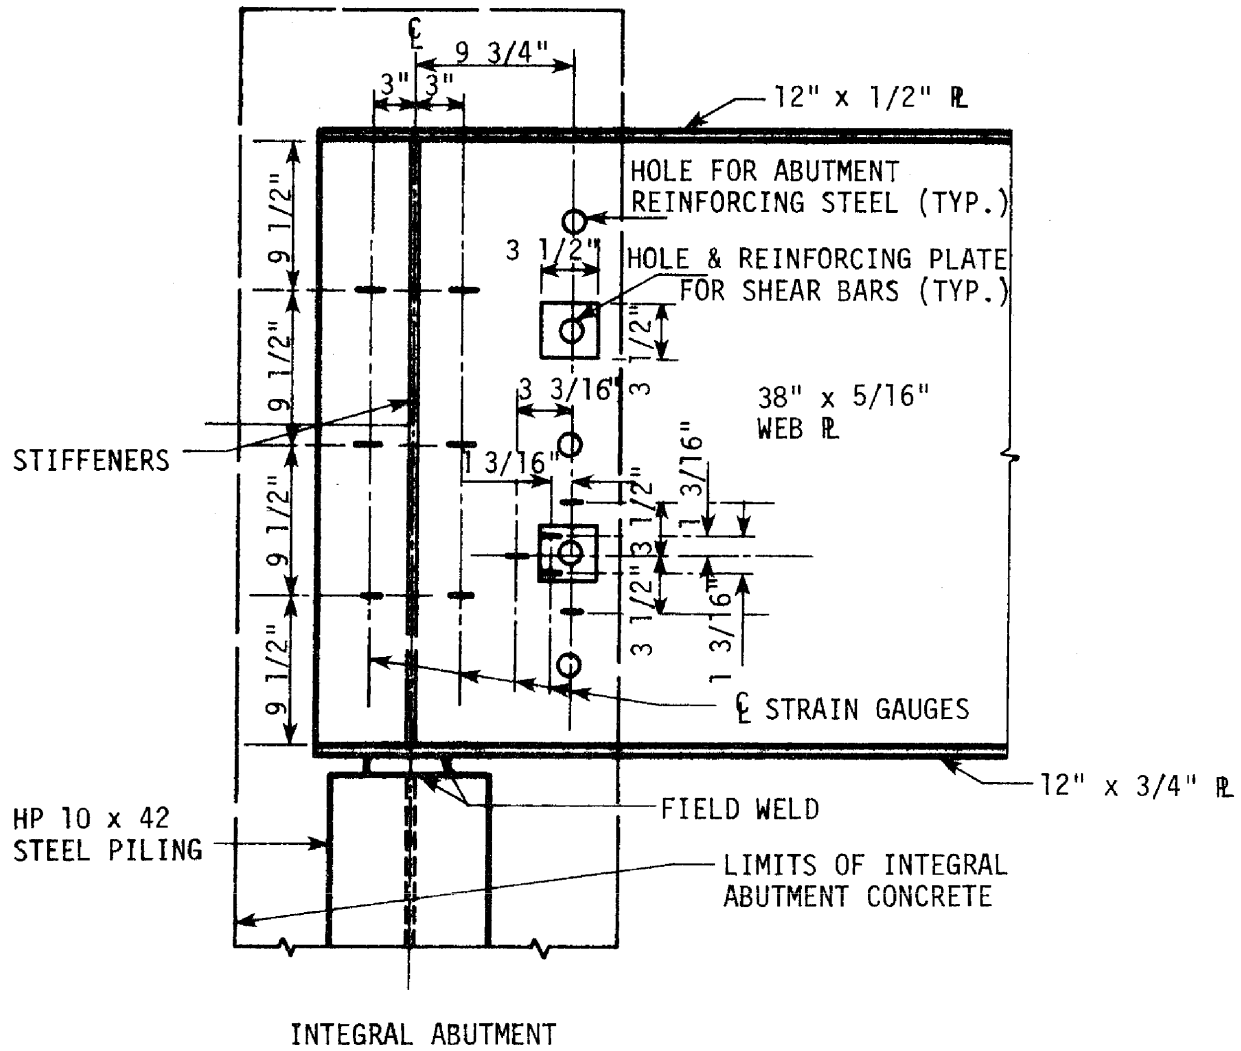 ℄
9 3/4"
3" 3"
12" x 1/2" ℞
HOLE FOR ABUTMENT
REINFORCING STEEL (TYP.)
9 1/2"
3 1/2"
HOLE & REINFORCING PLATE
FOR SHEAR BARS (TYP.)
3 1/2"
9 1/2"
3 3/16"
38" x 5/16"
WEB ℞
STIFFENERS
1 3/16"
3 1/2"
1 3/16"
9 1/2"
3 1/2"
1 3/16"
9 1/2"
℄ STRAIN GAUGES
12" x 3/4" ℞
HP 10 x 42
STEEL PILING
FIELD WELD
LIMITS OF INTEGRAL
ABUTMENT CONCRETE
INTEGRAL ABUTMENT